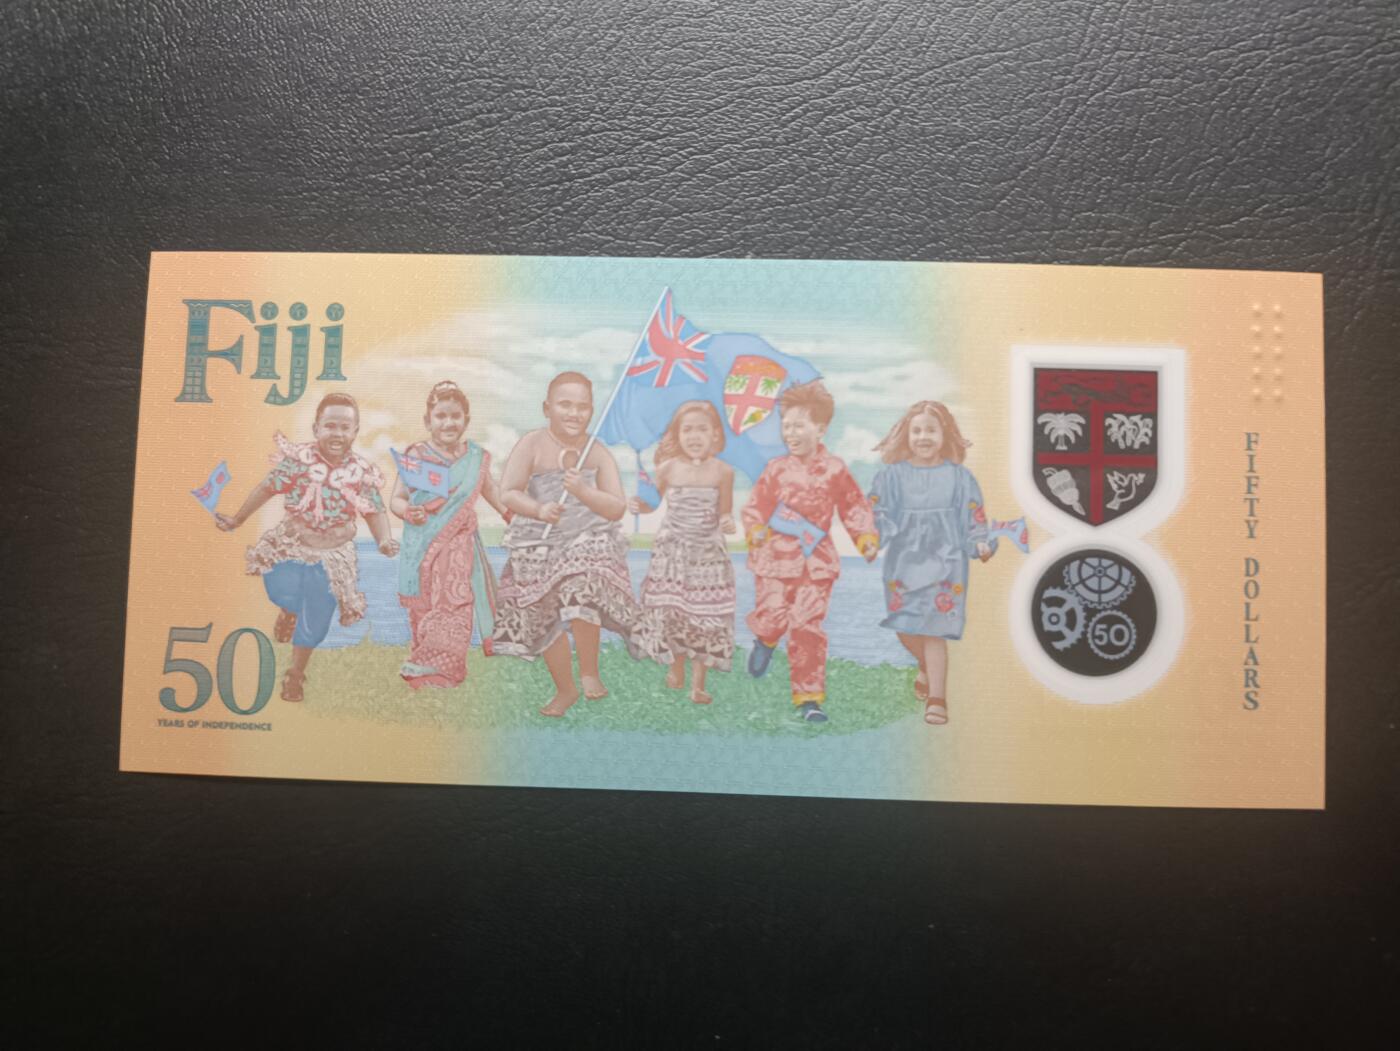 Fiji
50
YEARS OF INDEPENDENCE
50
FIFTY DOLLARS